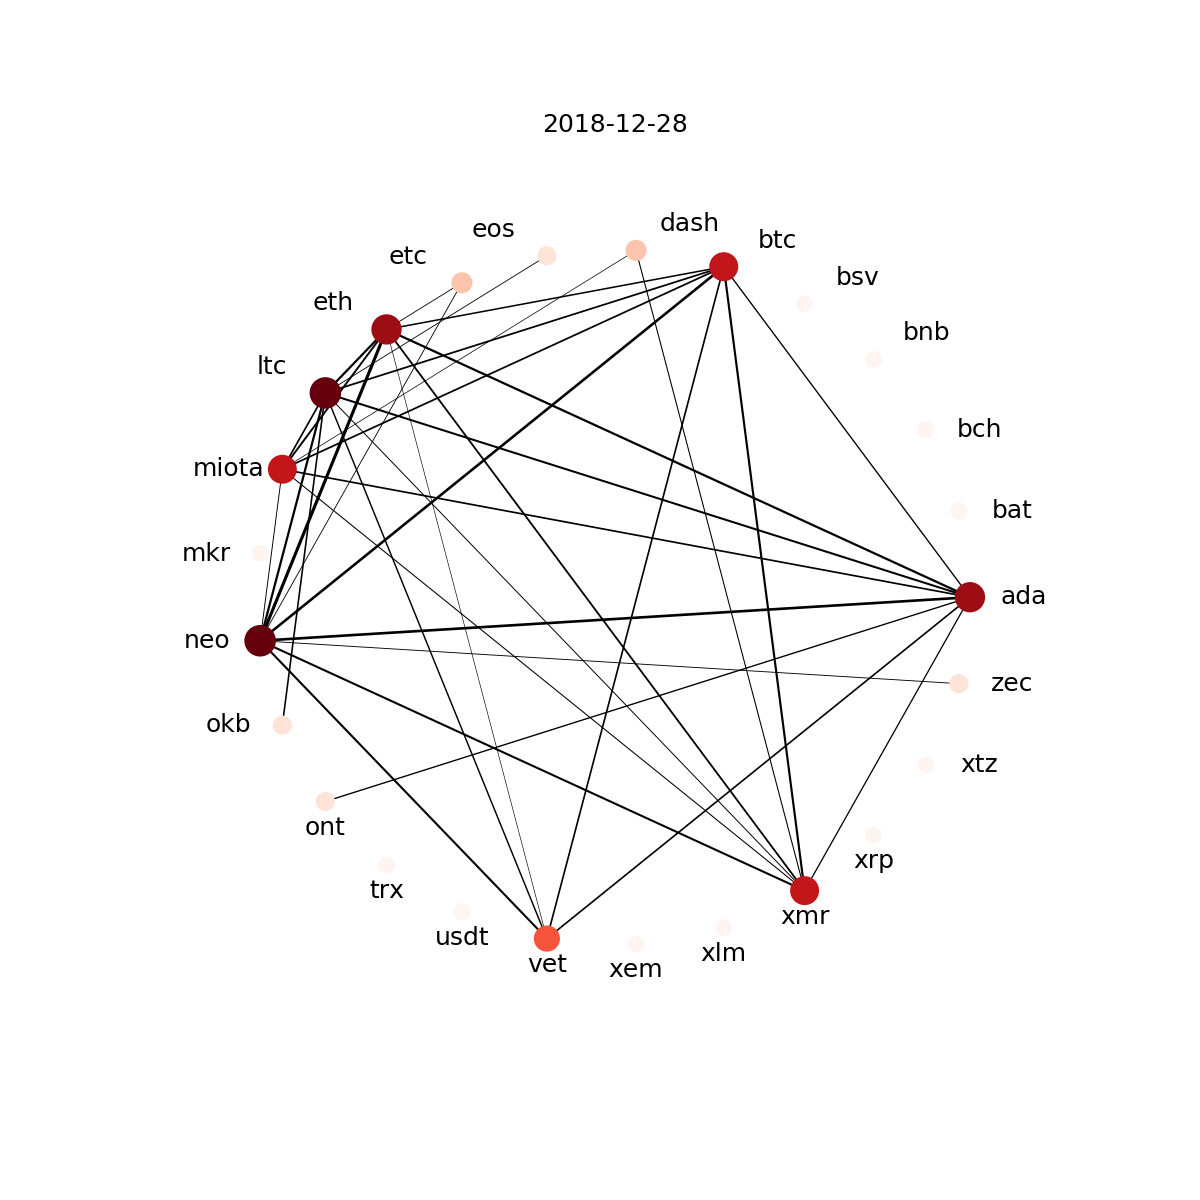 2018-12-28
dash
eos
btc
etc
bsv
eth
bnb
ltc
bch
miota
bat
mkr
ada
neo
zec
okb
xtz
ont
xrp
trx
xmr
usdt
xlm
vet
xem